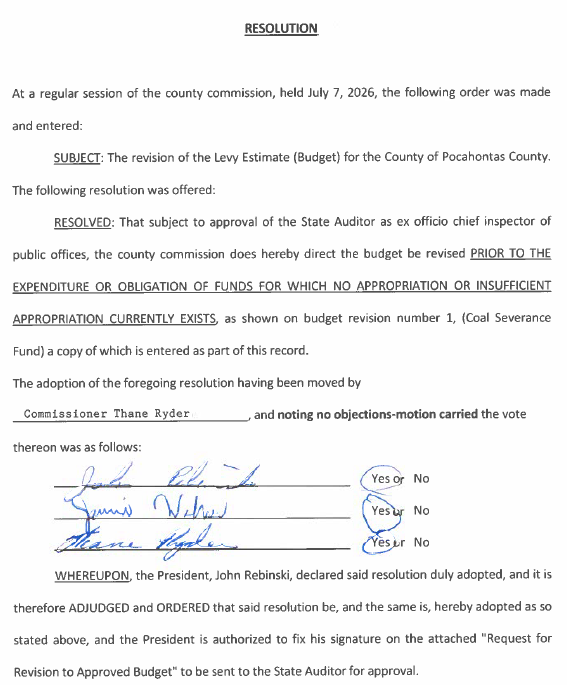 RESOLUTION
At a regular session of the county commission, held July 7, 2026, the following order was made
and entered:
SUBJECT: The revision of the Levy Estimate (Budget) for the County of Pocahontas County.
The following resolution was offered:
RESOLVED: That subject to approval of the State Auditor as ex officio chief inspector of
public offices, the county commission does hereby direct the budget be revised PRIOR TO THE
EXPENDITURE OR OBLIGATION OF FUNDS FOR WHICH NO APPROPRIATION OR INSUFFICIENT
APPROPRIATION CURRENTLY EXISTS, as shown on budget revision number 1, (Coal Severance
Fund) a copy of which is entered as part of this record.
The adoption of the foregoing resolution having been moved by
Commissioner Thane Ryder, and noting no objections-motion carried the vote
thereon was as follows:
Yes or No
Yes or No
Thane Ryder Yes or No
WHEREUPON, the President, John Rebinski, declared said resolution duly adopted, and it is
therefore ADJUDGED and ORDERED that said resolution be, and the same is, hereby adopted as so
stated above, and the President is authorized to fix his signature on the attached "Request for
Revision to Approved Budget" to be sent to the State Auditor for approval.